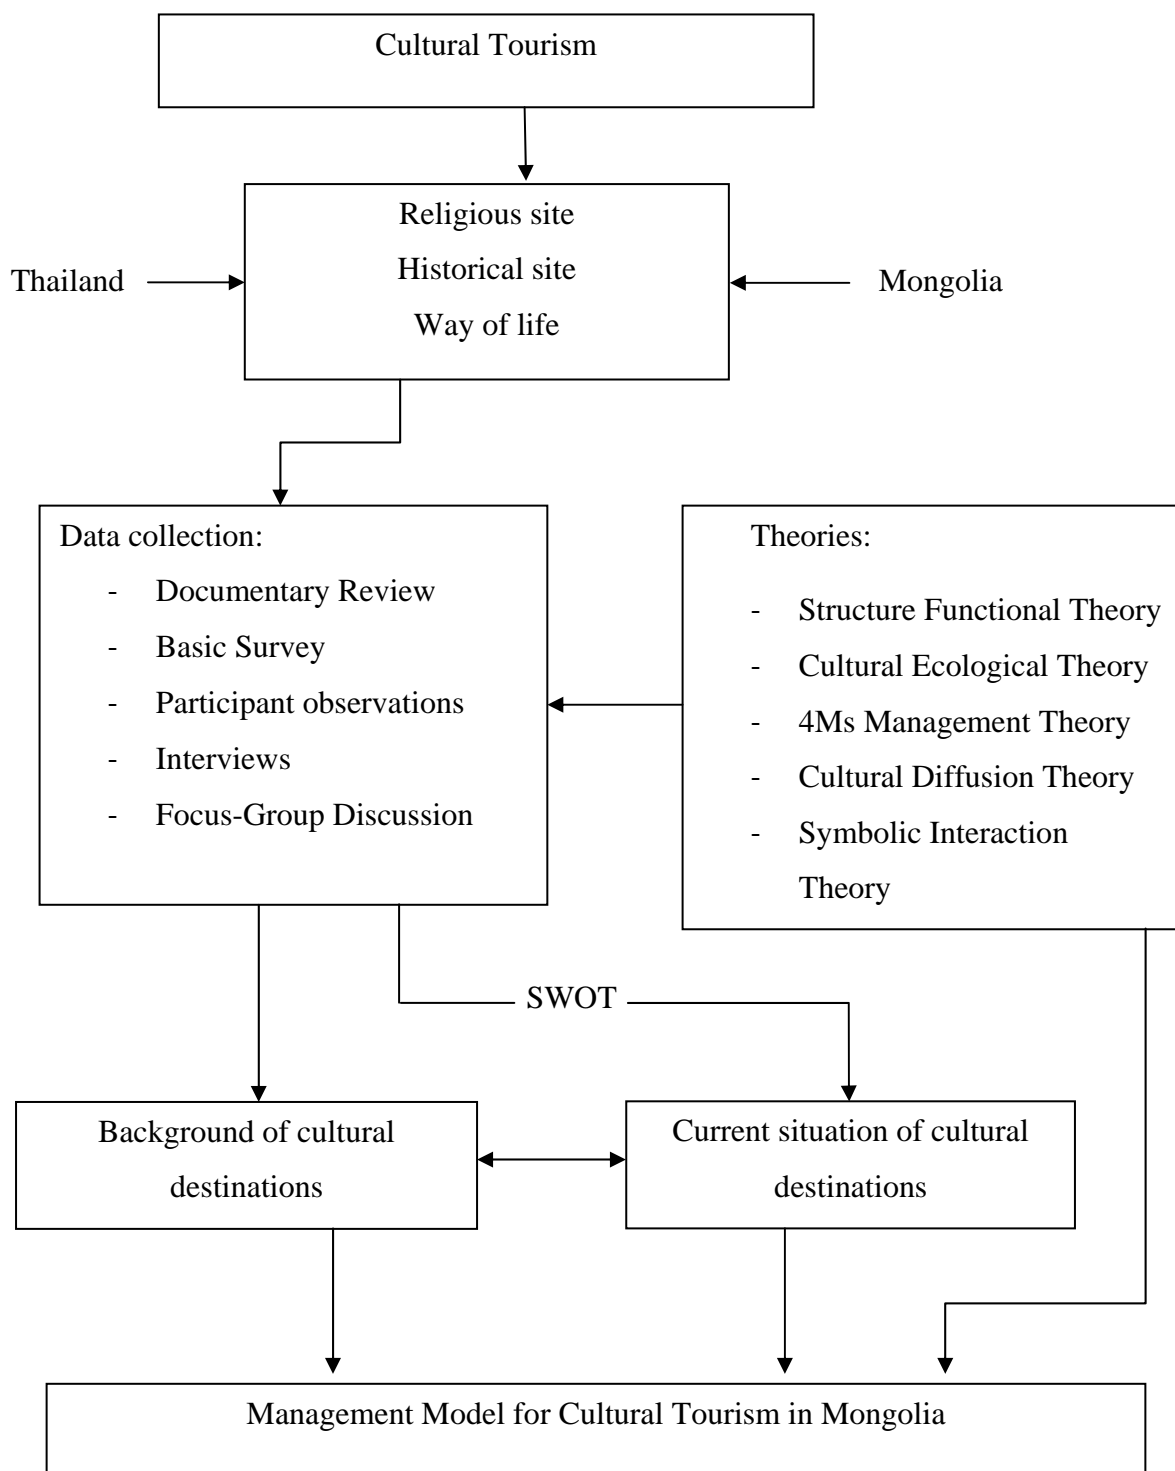 Cultural Tourism
Religious site
Historical site
Way of life
Thailand
Mongolia
Data collection:
- Documentary Review
- Basic Survey
- Participant observations
- Interviews
- Focus-Group Discussion
Theories:
- Structure Functional Theory
- Cultural Ecological Theory
- 4Ms Management Theory
- Cultural Diffusion Theory
- Symbolic Interaction
Theory
SWOT
Background of cultural
destinations
Current situation of cultural
destinations
Management Model for Cultural Tourism in Mongolia